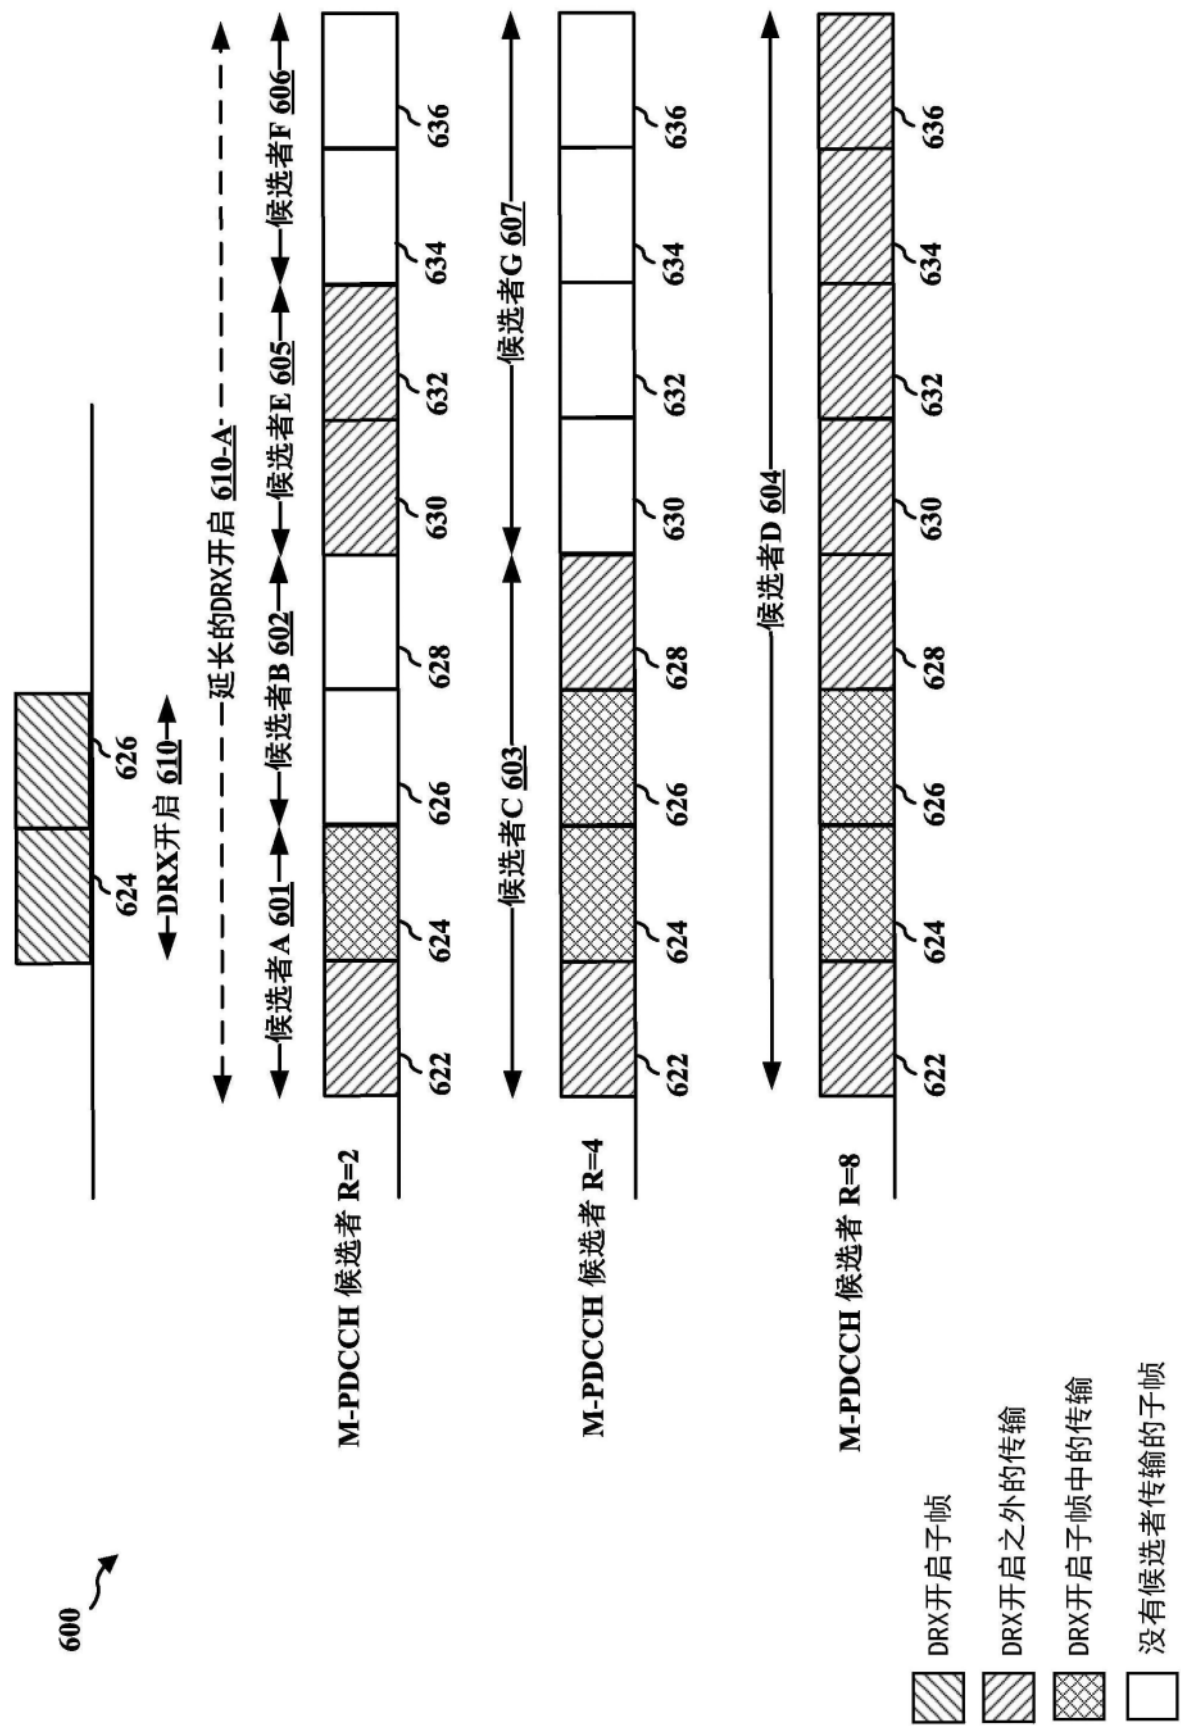 600
624 626
DRX开启 610
延长的DRX开启 610-A
候选者A 601 候选者B 602 候选者E 605 候选者F 606
M-PDCCH 候选者 R=2
622 624 626 628 630 632 634 636
候选者C 603 候选者G 607
M-PDCCH 候选者 R=4
622 624 626 628 630 632 634 636
候选者D 604
M-PDCCH 候选者 R=8
622 624 626 628 630 632 634 636
DRX开启子帧
DRX开启之外的传输
DRX开启子帧中的传输
没有候选者传输的子帧